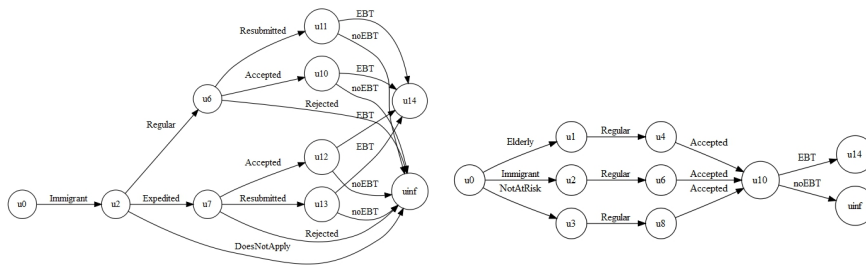 u0
Immigrant
u2
Regular
Expedited
DoesNotApply
u6
u7
Resubmitted
Accepted
Rejected
Accepted
Resubmitted
Rejected
u11
u10
u12
u13
EBT
noEBT
EBT
noEBT
EBT
noEBT
EBT
noEBT
u14
uinf
u0
Elderly
Immigrant
NotAtRisk
u1
u2
u3
Regular
Regular
Regular
u4
u6
u8
Accepted
Accepted
Accepted
u10
EBT
noEBT
u14
uinf